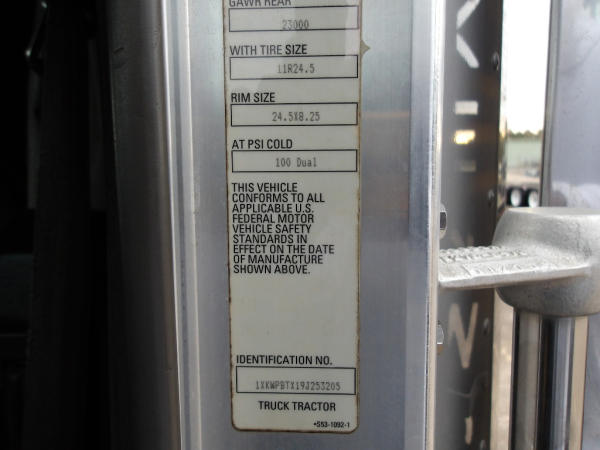 GAWR REAR
23000
WITH TIRE SIZE
11R24.5
RIM SIZE
24.5X8.25
AT PSI COLD
100 Dual
THIS VEHICLE
CONFORMS TO ALL
APPLICABLE U.S.
FEDERAL MOTOR
VEHICLE SAFETY
STANDARDS IN
EFFECT ON THE DATE
OF MANUFACTURE
SHOWN ABOVE.
IDENTIFICATION NO.
1XKWPBTX19J253205
TRUCK TRACTOR
•S53-1092-1